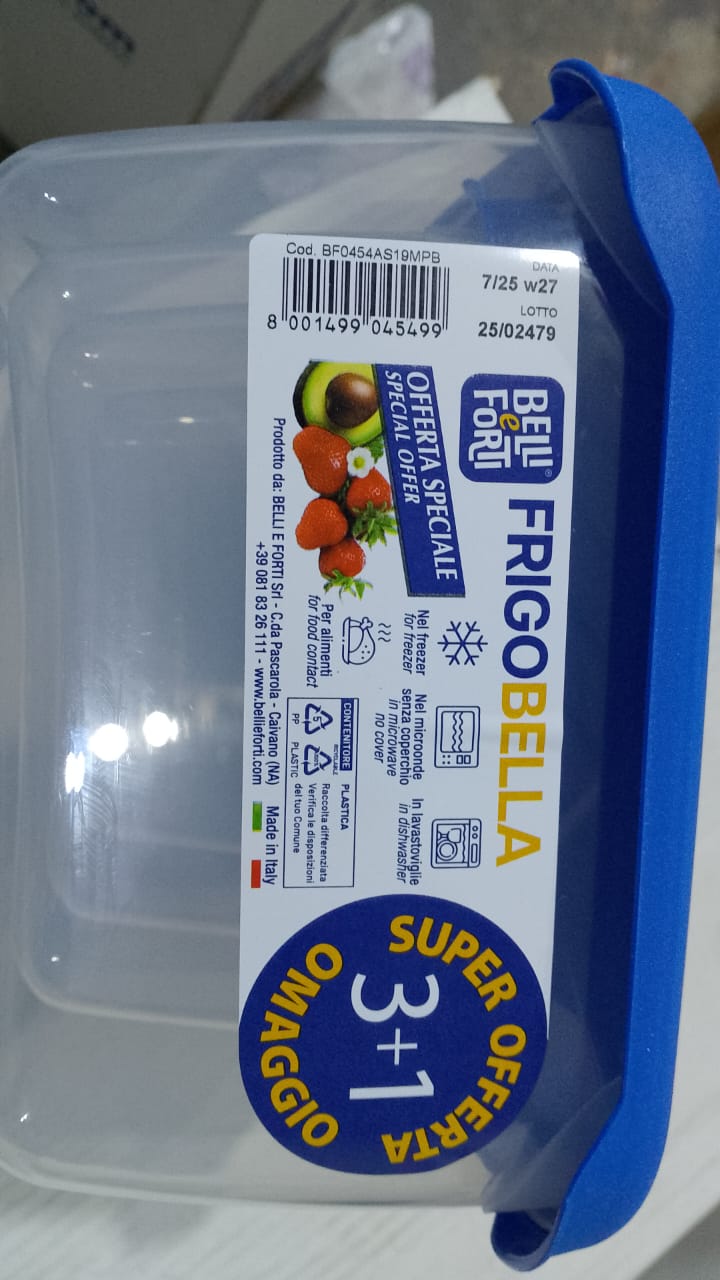 Cod. BF0454AS19MPB
8 001499 045499
DATA
7/25 w27
LOTTO
25/02479
BELLI
e
FORTI®
FRIGOBELLA
OFFERTA SPECIALE
SPECIAL OFFER
Nel freezer
for freezer
Nel microonde
senza coperchio
in microwave
no cover
In lavastoviglie
in dishwasher
Per alimenti
for food contact
CONTENITORE
PLASTICA
RICICLABILE
Raccolta differenziata
Verifica le disposizioni
del tuo Comune
5
PP
PLASTIC
Prodotto da: BELLI E FORTI Srl - C.da Pascarola - Caivano (NA)
+39 081 83 26 111 - www.bellieforti.com
Made in Italy
SUPER OFFERTA
3+1
OMAGGIO